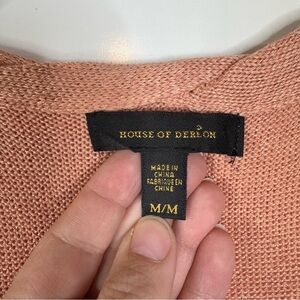 HOUSE OF DEREON
MADE IN
CHINA
FABRIQUE EN
CHINE
M/M